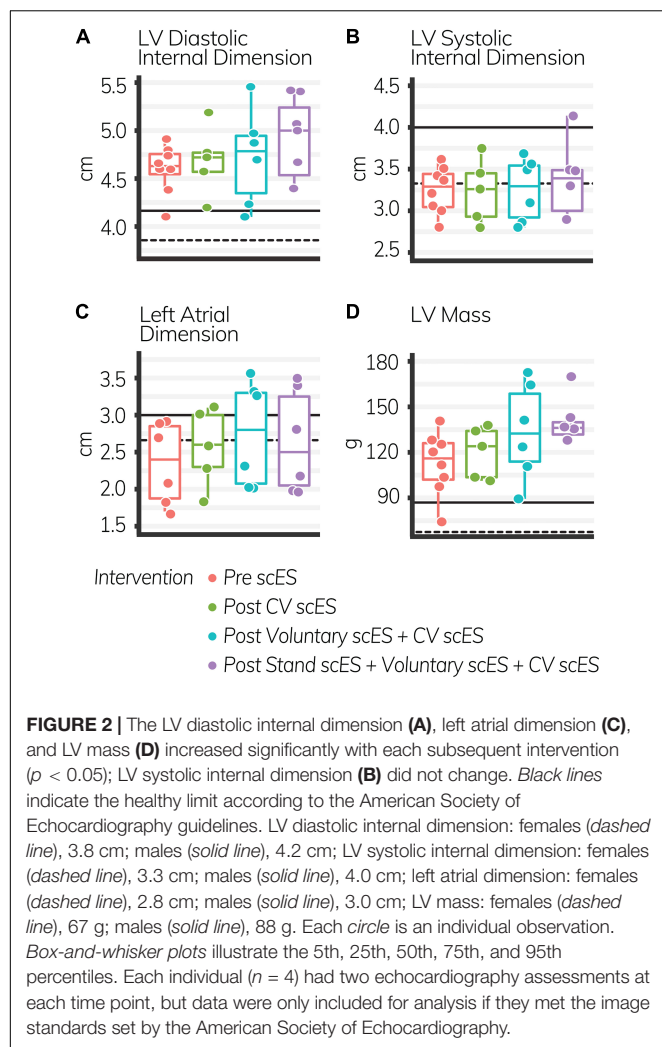 A LV Diastolic Internal Dimension
5.5
5.0
4.5
4.0
cm
B LV Systolic Internal Dimension
4.0
3.5
3.0
2.5
cm
C Left Atrial Dimension
3.5
3.0
2.5
2.0
1.5
cm
D LV Mass
180
150
120
90
g
Intervention
Pre scES
Post CV scES
Post Voluntary scES + CV scES
Post Stand scES + Voluntary scES + CV scES
FIGURE 2 | The LV diastolic internal dimension (A), left atrial dimension (C),
and LV mass (D) increased significantly with each subsequent intervention
(p < 0.05); LV systolic internal dimension (B) did not change. Black lines
indicate the healthy limit according to the American Society of
Echocardiography guidelines. LV diastolic internal dimension: females (dashed
line), 3.8 cm; males (solid line), 4.2 cm; LV systolic internal dimension: females
(dashed line), 3.3 cm; males (solid line), 4.0 cm; left atrial dimension: females
(dashed line), 2.8 cm; males (solid line), 3.0 cm; LV mass: females (dashed
line), 67 g; males (solid line), 88 g. Each circle is an individual observation.
Box-and-whisker plots illustrate the 5th, 25th, 50th, 75th, and 95th
percentiles. Each individual (n = 4) had two echocardiography assessments at
each time point, but data were only included for analysis if they met the image
standards set by the American Society of Echocardiography.